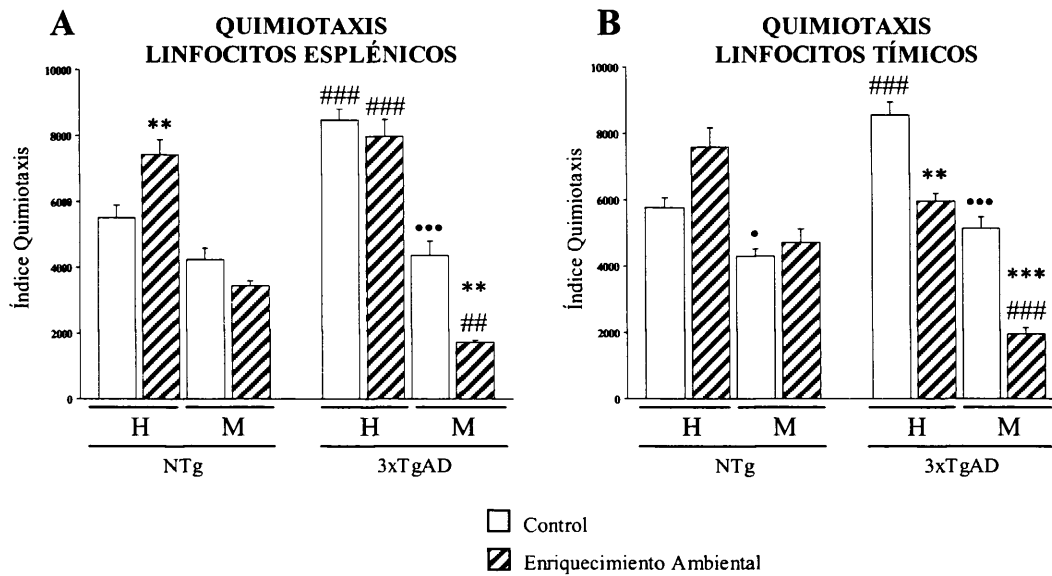 A
QUIMIOTAXIS
LINFOCITOS ESPLÉNICOS
Índice Quimiotaxis
10000
8000
6000
4000
2000
0
**
###
###
•••
**
##
H
M
H
M
NTg
3xTgAD
B
QUIMIOTAXIS
LINFOCITOS TÍMICOS
Índice Quimiotaxis
10000
8000
6000
4000
2000
0
•
###
**
•••
***
###
H
M
H
M
NTg
3xTgAD
Control
Enriquecimiento Ambiental